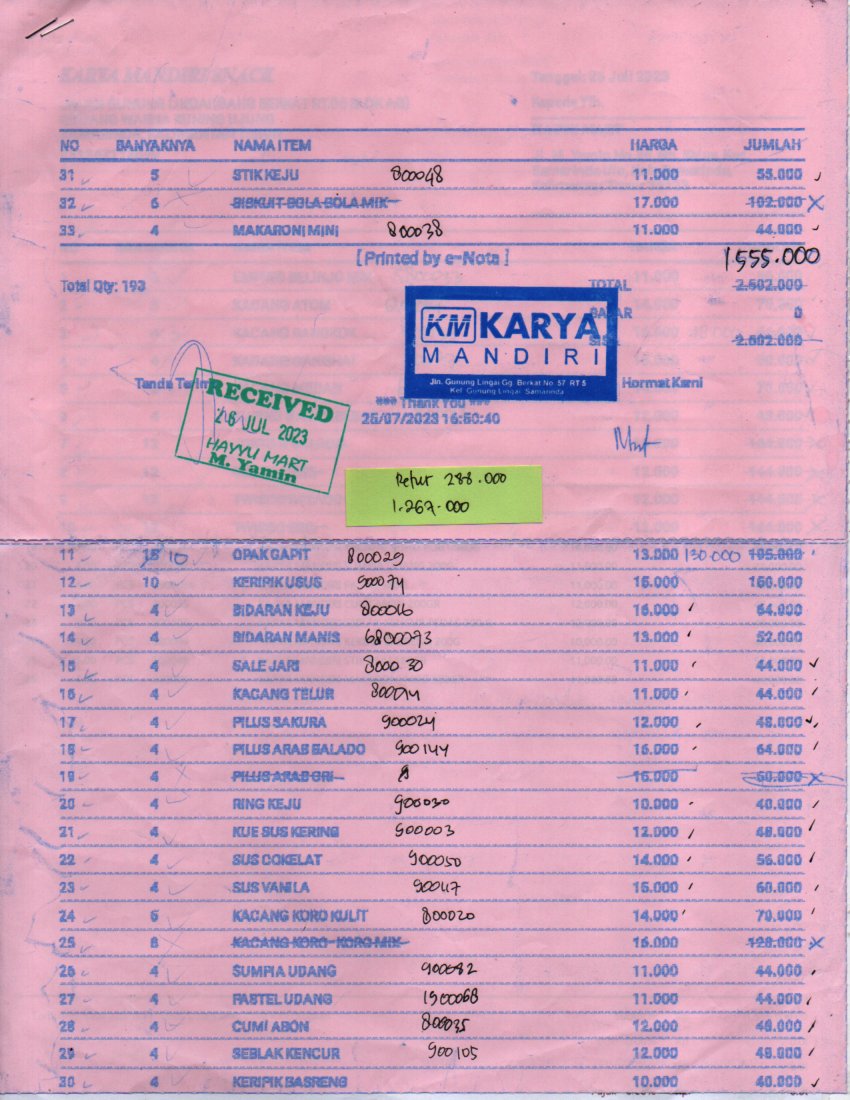 NO BANYAKNYA NAMA ITEM HARGA JUMLAH
31 5 STIK KEJU 800048 11.000 55.000
32 6 BISKUIT BOLA BOLA MIX 17.000 102.000
33 4 MAKARONI MINI 800038 11.000 44.000
[ Printed by e-Nota ] 1555.000
Total Qty: 193 TOTAL 2.502.000
BAYAR 0
KM KARYA
MANDIRI
Jln. Gunung Lingai Gg. Berkat No. 57 RT 5
Kel. Gunung Lingai, Samarinda
Tanda Terima Hormat Kami
*** Thank You ***
25/07/2023 16:50:40
RECEIVED
26 JUL 2023
HAYYU MART
M. Yamin
Retur 288.000
1.267.000
11 15 10 OPAK GAPIT 800029 13.000 130.000 195.000
12 10 KERIPIK USUS 900074 15.000 150.000
13 4 BIDARAN KEJU 800016 16.000 64.000
14 4 BIDARAN MANIS 6800093 13.000 52.000
15 4 SALE JARI 800030 11.000 44.000
16 4 KACANG TELUR 11.000 44.000
17 4 PILUS SAKURA 900024 12.000 48.000
18 4 PILUS ARAB BALADO 900144 16.000 64.000
19 4 PILUS ARAB ORI 15.000 60.000
20 4 RING KEJU 900030 10.000 40.000
21 4 KUE SUS KERING 900003 12.000 48.000
22 4 SUS COKELAT 900050 14.000 56.000
23 4 SUS VANILA 90047 15.000 60.000
24 5 KACANG KORO KULIT 800020 14.000 70.000
25 8 KACANG KORO-KORO MIX 16.000 128.000
26 4 SUMPIA UDANG 900082 11.000 44.000
27 4 PASTEL UDANG 1500068 11.000 44.000
28 4 CUMI ABON 800035 12.000 48.000
29 4 SEBLAK KENCUR 900105 12.000 48.000
30 4 KERIPIK BASRENG 10.000 40.000